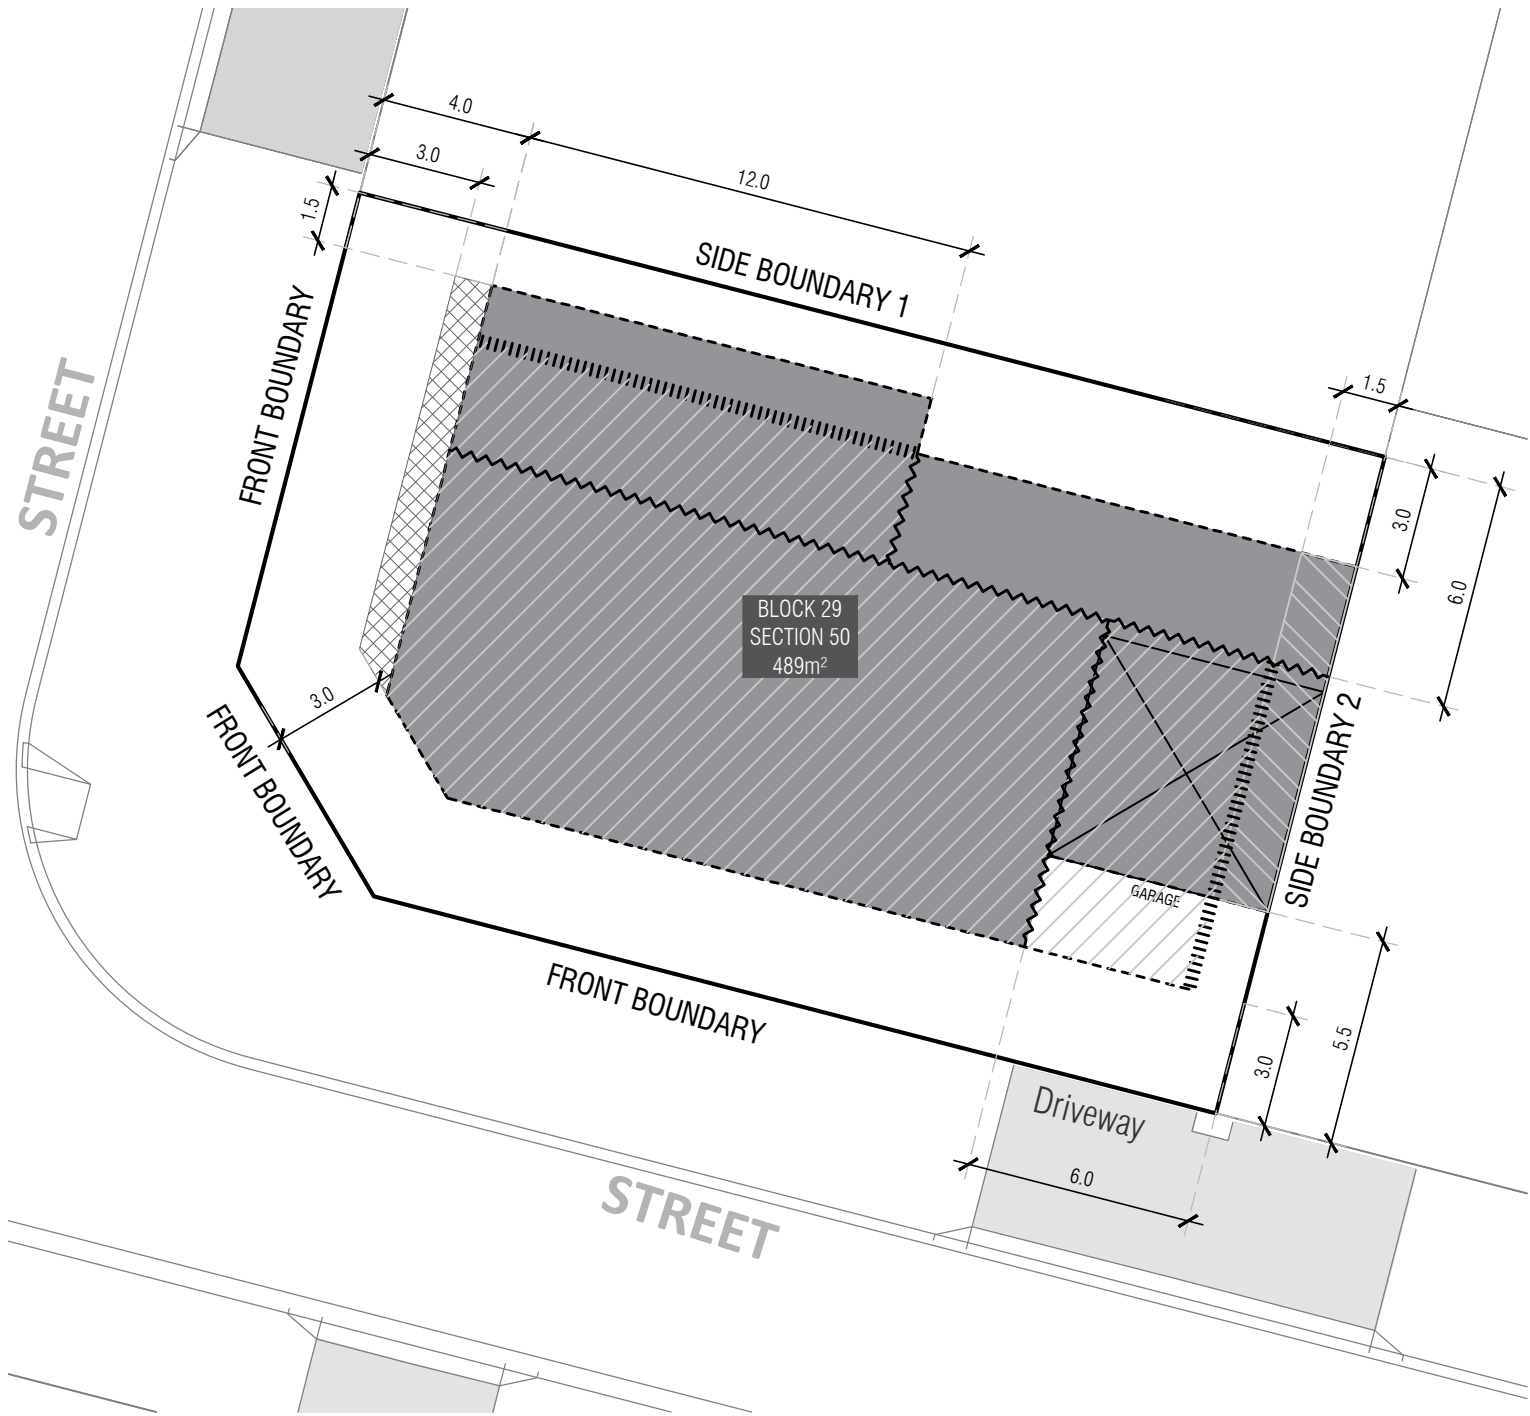 4.0
3.0
12.0
1.5
SIDE BOUNDARY 1
FRONT BOUNDARY
STREET
1.5
3.0
6.0
BLOCK 29
SECTION 50
489m²
3.0
FRONT BOUNDARY
SIDE BOUNDARY 2
GARAGE
FRONT BOUNDARY
5.5
3.0
Driveway
6.0
STREET